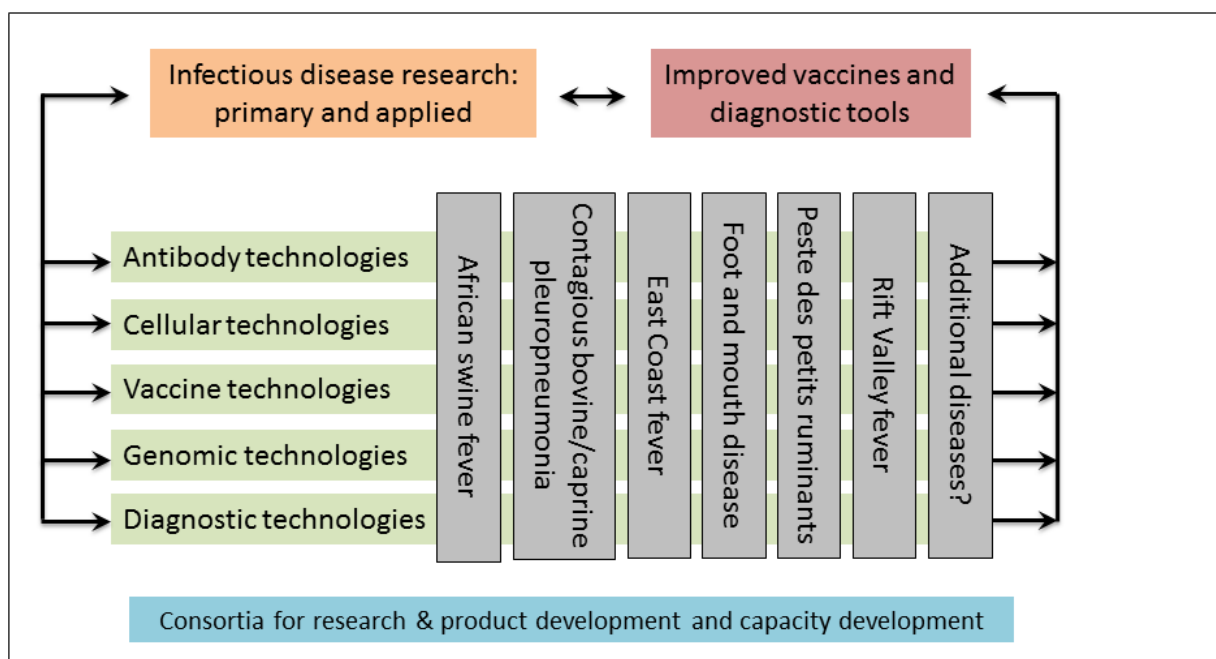 Infectious disease research:
primary and applied
Improved vaccines and
diagnostic tools
Antibody technologies
Cellular technologies
Vaccine technologies
Genomic technologies
Diagnostic technologies
African swine fever
Contagious bovine/caprine
pleuropneumonia
East Coast fever
Foot and mouth disease
Peste des petits ruminants
Rift Valley fever
Additional diseases?
Consortia for research & product development and capacity development